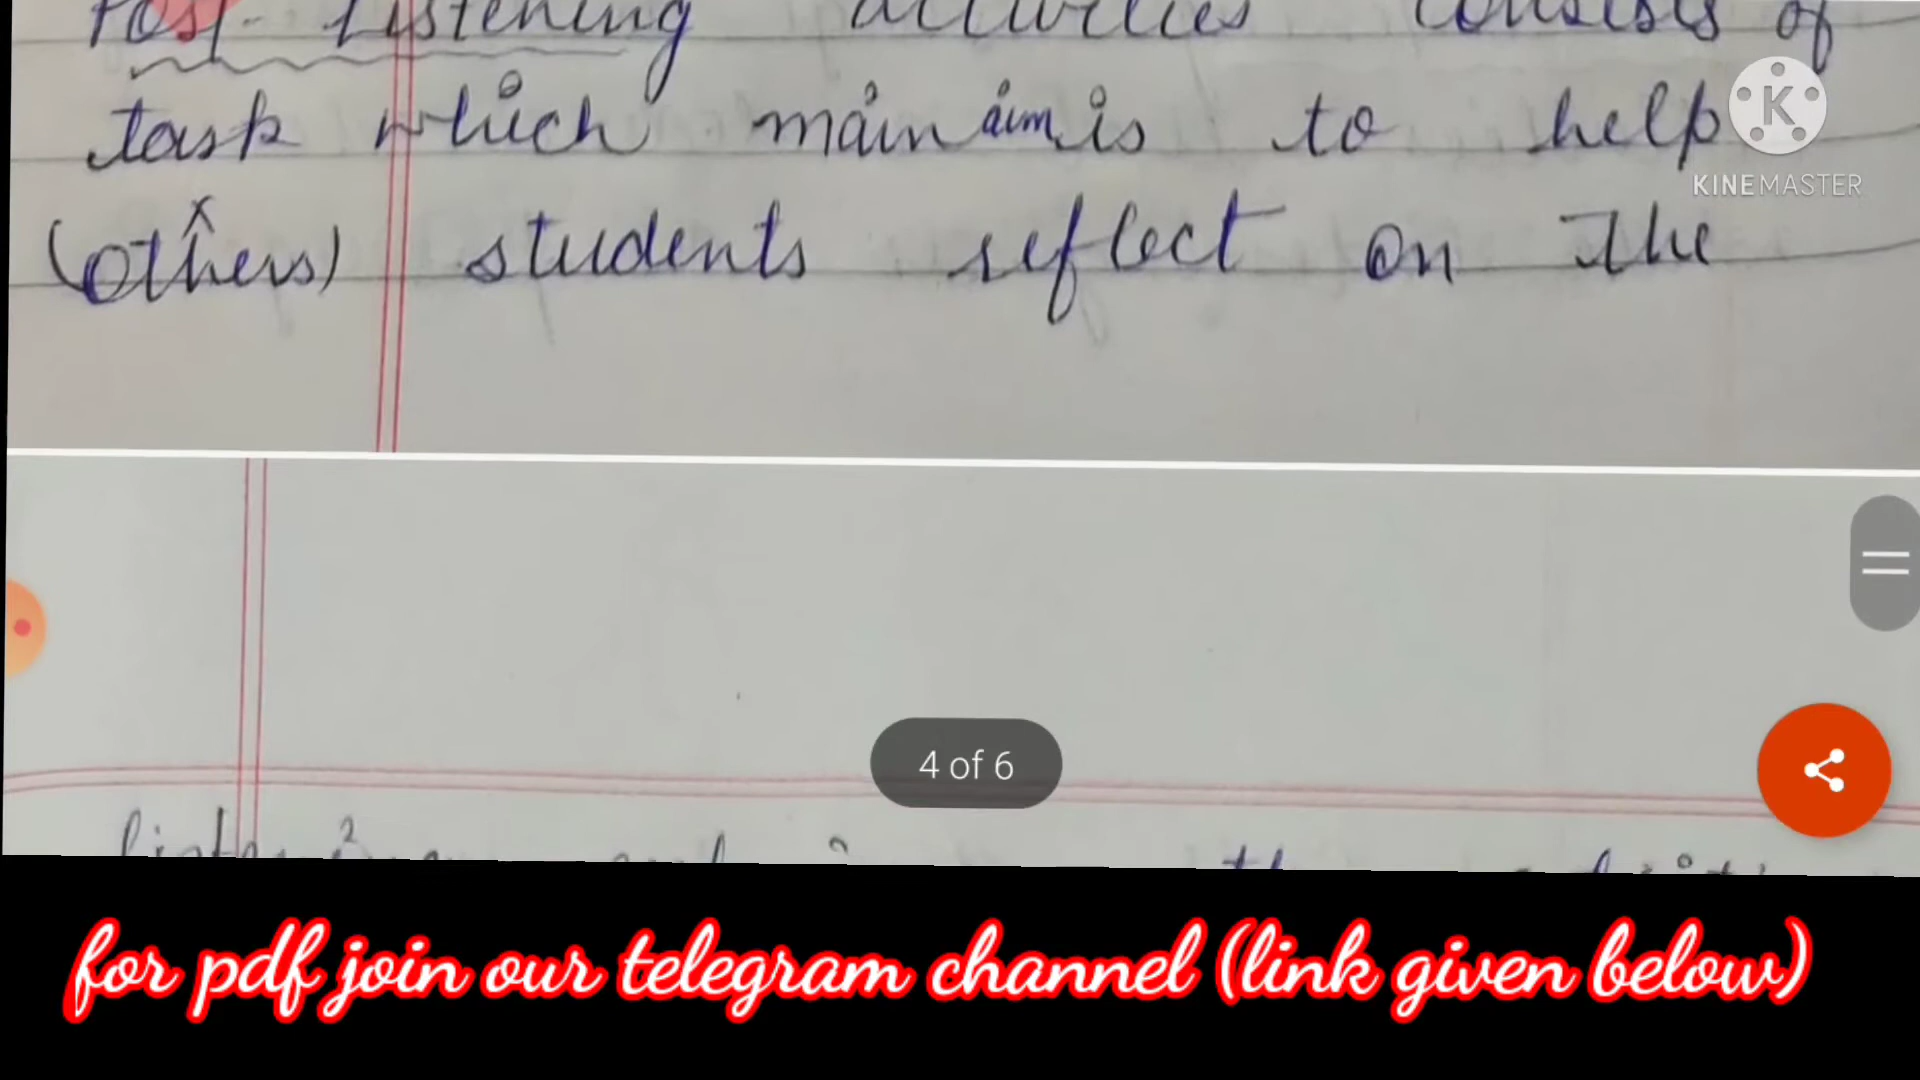 Post-Listening activities consists of
task which main aim is to help
(others) students reflect on the
K
KINEMASTER
4 of 6
for pdf join our telegram channel (link given below)